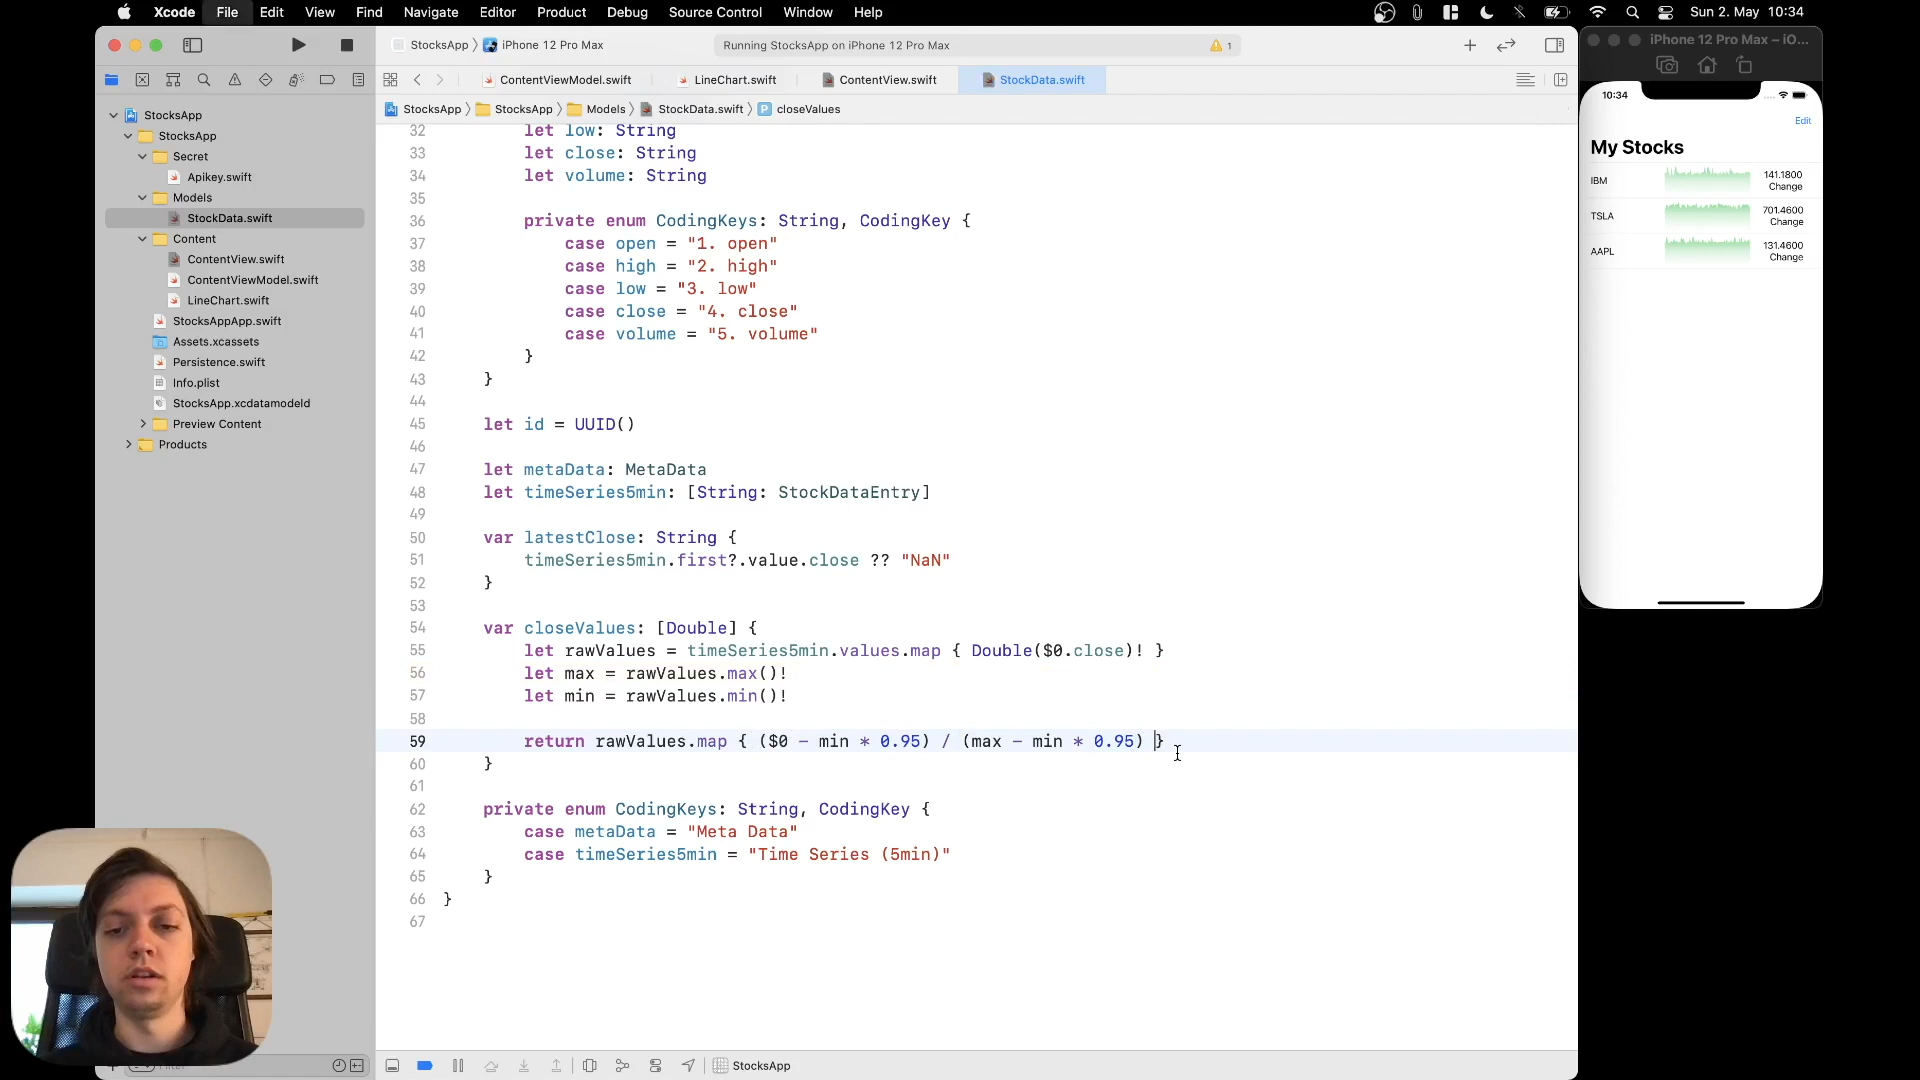 Xcode File Edit View Find Navigate Editor Product Debug Source Control Window Help Sun 2. May 10:34
StocksApp iPhone 12 Pro Max Running StocksApp on iPhone 12 Pro Max 1
ContentViewModel.swift LineChart.swift ContentView.swift StockData.swift
StocksApp StocksApp Models StockData.swift closeValues
StocksApp
StocksApp
Secret
Apikey.swift
Models
StockData.swift
Content
ContentView.swift
ContentViewModel.swift
LineChart.swift
StocksAppApp.swift
Assets.xcassets
Persistence.swift
Info.plist
StocksApp.xcdatamodeld
Preview Content
Products
Filter
32 let low: String
33 let close: String
34 let volume: String
35
36 private enum CodingKeys: String, CodingKey {
37 case open = "1. open"
38 case high = "2. high"
39 case low = "3. low"
40 case close = "4. close"
41 case volume = "5. volume"
42 }
43 }
44
45 let id = UUID()
46
47 let metaData: MetaData
48 let timeSeries5min: [String: StockDataEntry]
49
50 var latestClose: String {
51 timeSeries5min.first?.value.close ?? "NaN"
52 }
53
54 var closeValues: [Double] {
55 let rawValues = timeSeries5min.values.map { Double($0.close)! }
56 let max = rawValues.max()!
57 let min = rawValues.min()!
58
59 return rawValues.map { ($0 - min * 0.95) / (max - min * 0.95) }
60 }
61
62 private enum CodingKeys: String, CodingKey {
63 case metaData = "Meta Data"
64 case timeSeries5min = "Time Series (5min)"
65 }
66 }
67
StocksApp
iPhone 12 Pro Max – iO...
10:34
Edit
My Stocks
IBM 141.1800
Change
TSLA 701.4600
Change
AAPL 131.4600
Change